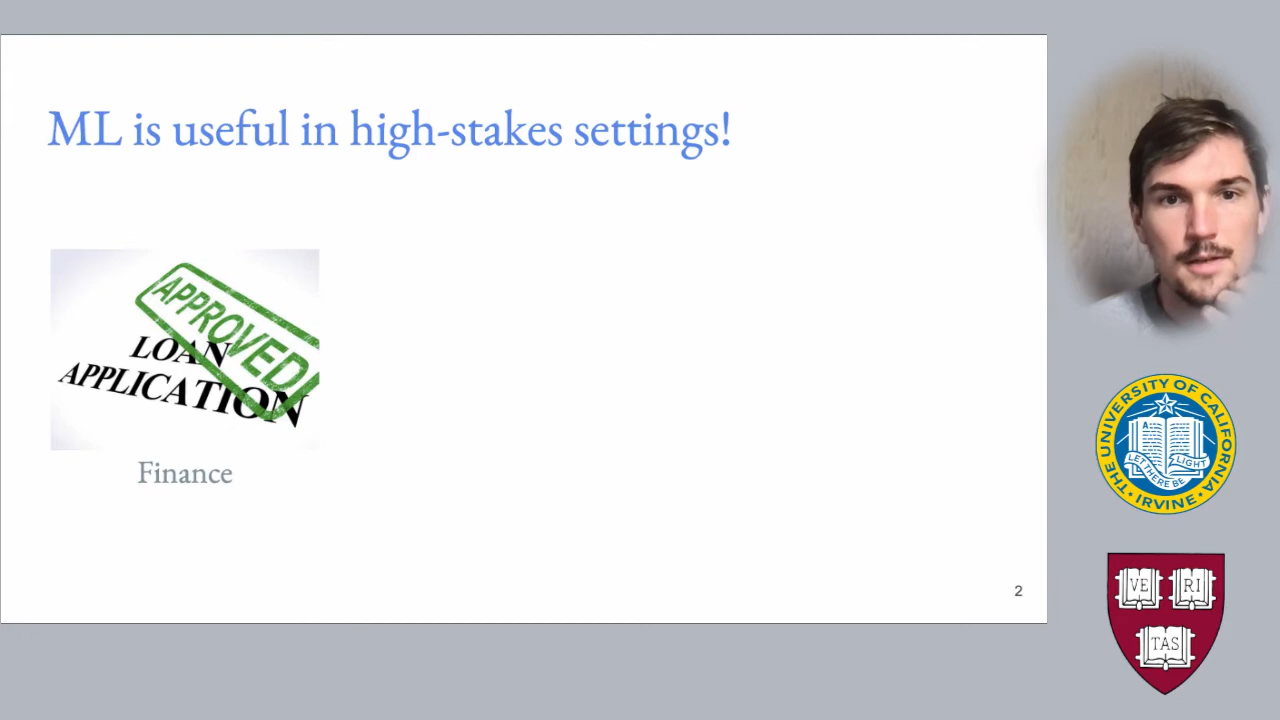 ML is useful in high-stakes settings!
APPROVED
LOAN
APPLICATION
Finance
2
THE UNIVERSITY OF CALIFORNIA
IRVINE
A
LET THERE BE LIGHT
VE RI
TAS